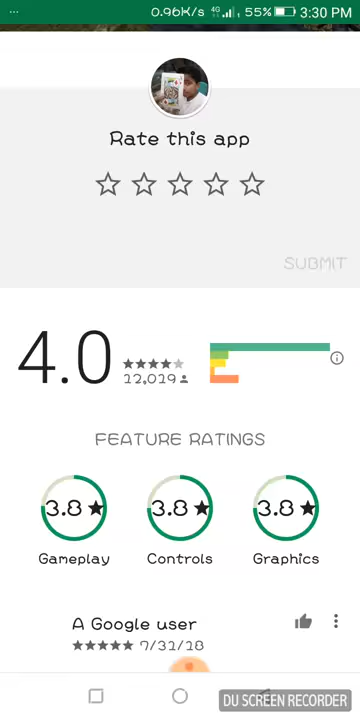 ... 0.96K/s 4G 55% 3:30 PM
Rate this app
SUBMIT
4.0
12,029
FEATURE RATINGS
3.8 3.8 3.8
Gameplay Controls Graphics
A Google user
7/31/18
DU SCREEN RECORDER